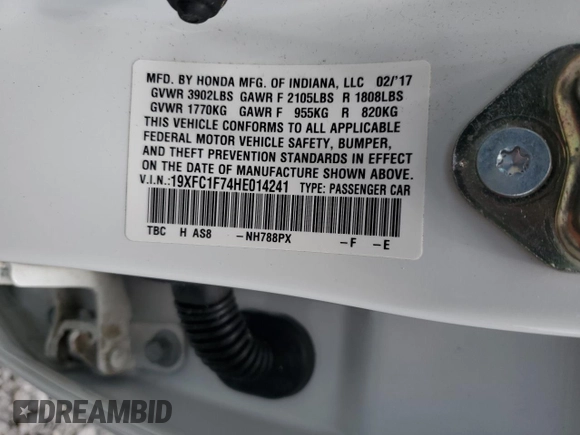 MFD. BY HONDA MFG. OF INDIANA, LLC 02/'17
GVWR 3902LBS GAWR F 2105LBS R 1808LBS
GVWR 1770KG GAWR F 955KG R 820KG
THIS VEHICLE CONFORMS TO ALL APPLICABLE
FEDERAL MOTOR VEHICLE SAFETY, BUMPER,
AND THEFT PREVENTION STANDARDS IN EFFECT
ON THE DATE OF MANUFACTURE SHOWN ABOVE.
V.I.N.:19XFC1F74HE014241 TYPE: PASSENGER CAR
TBC H AS8 -NH788PX -F -E
DREAMBID